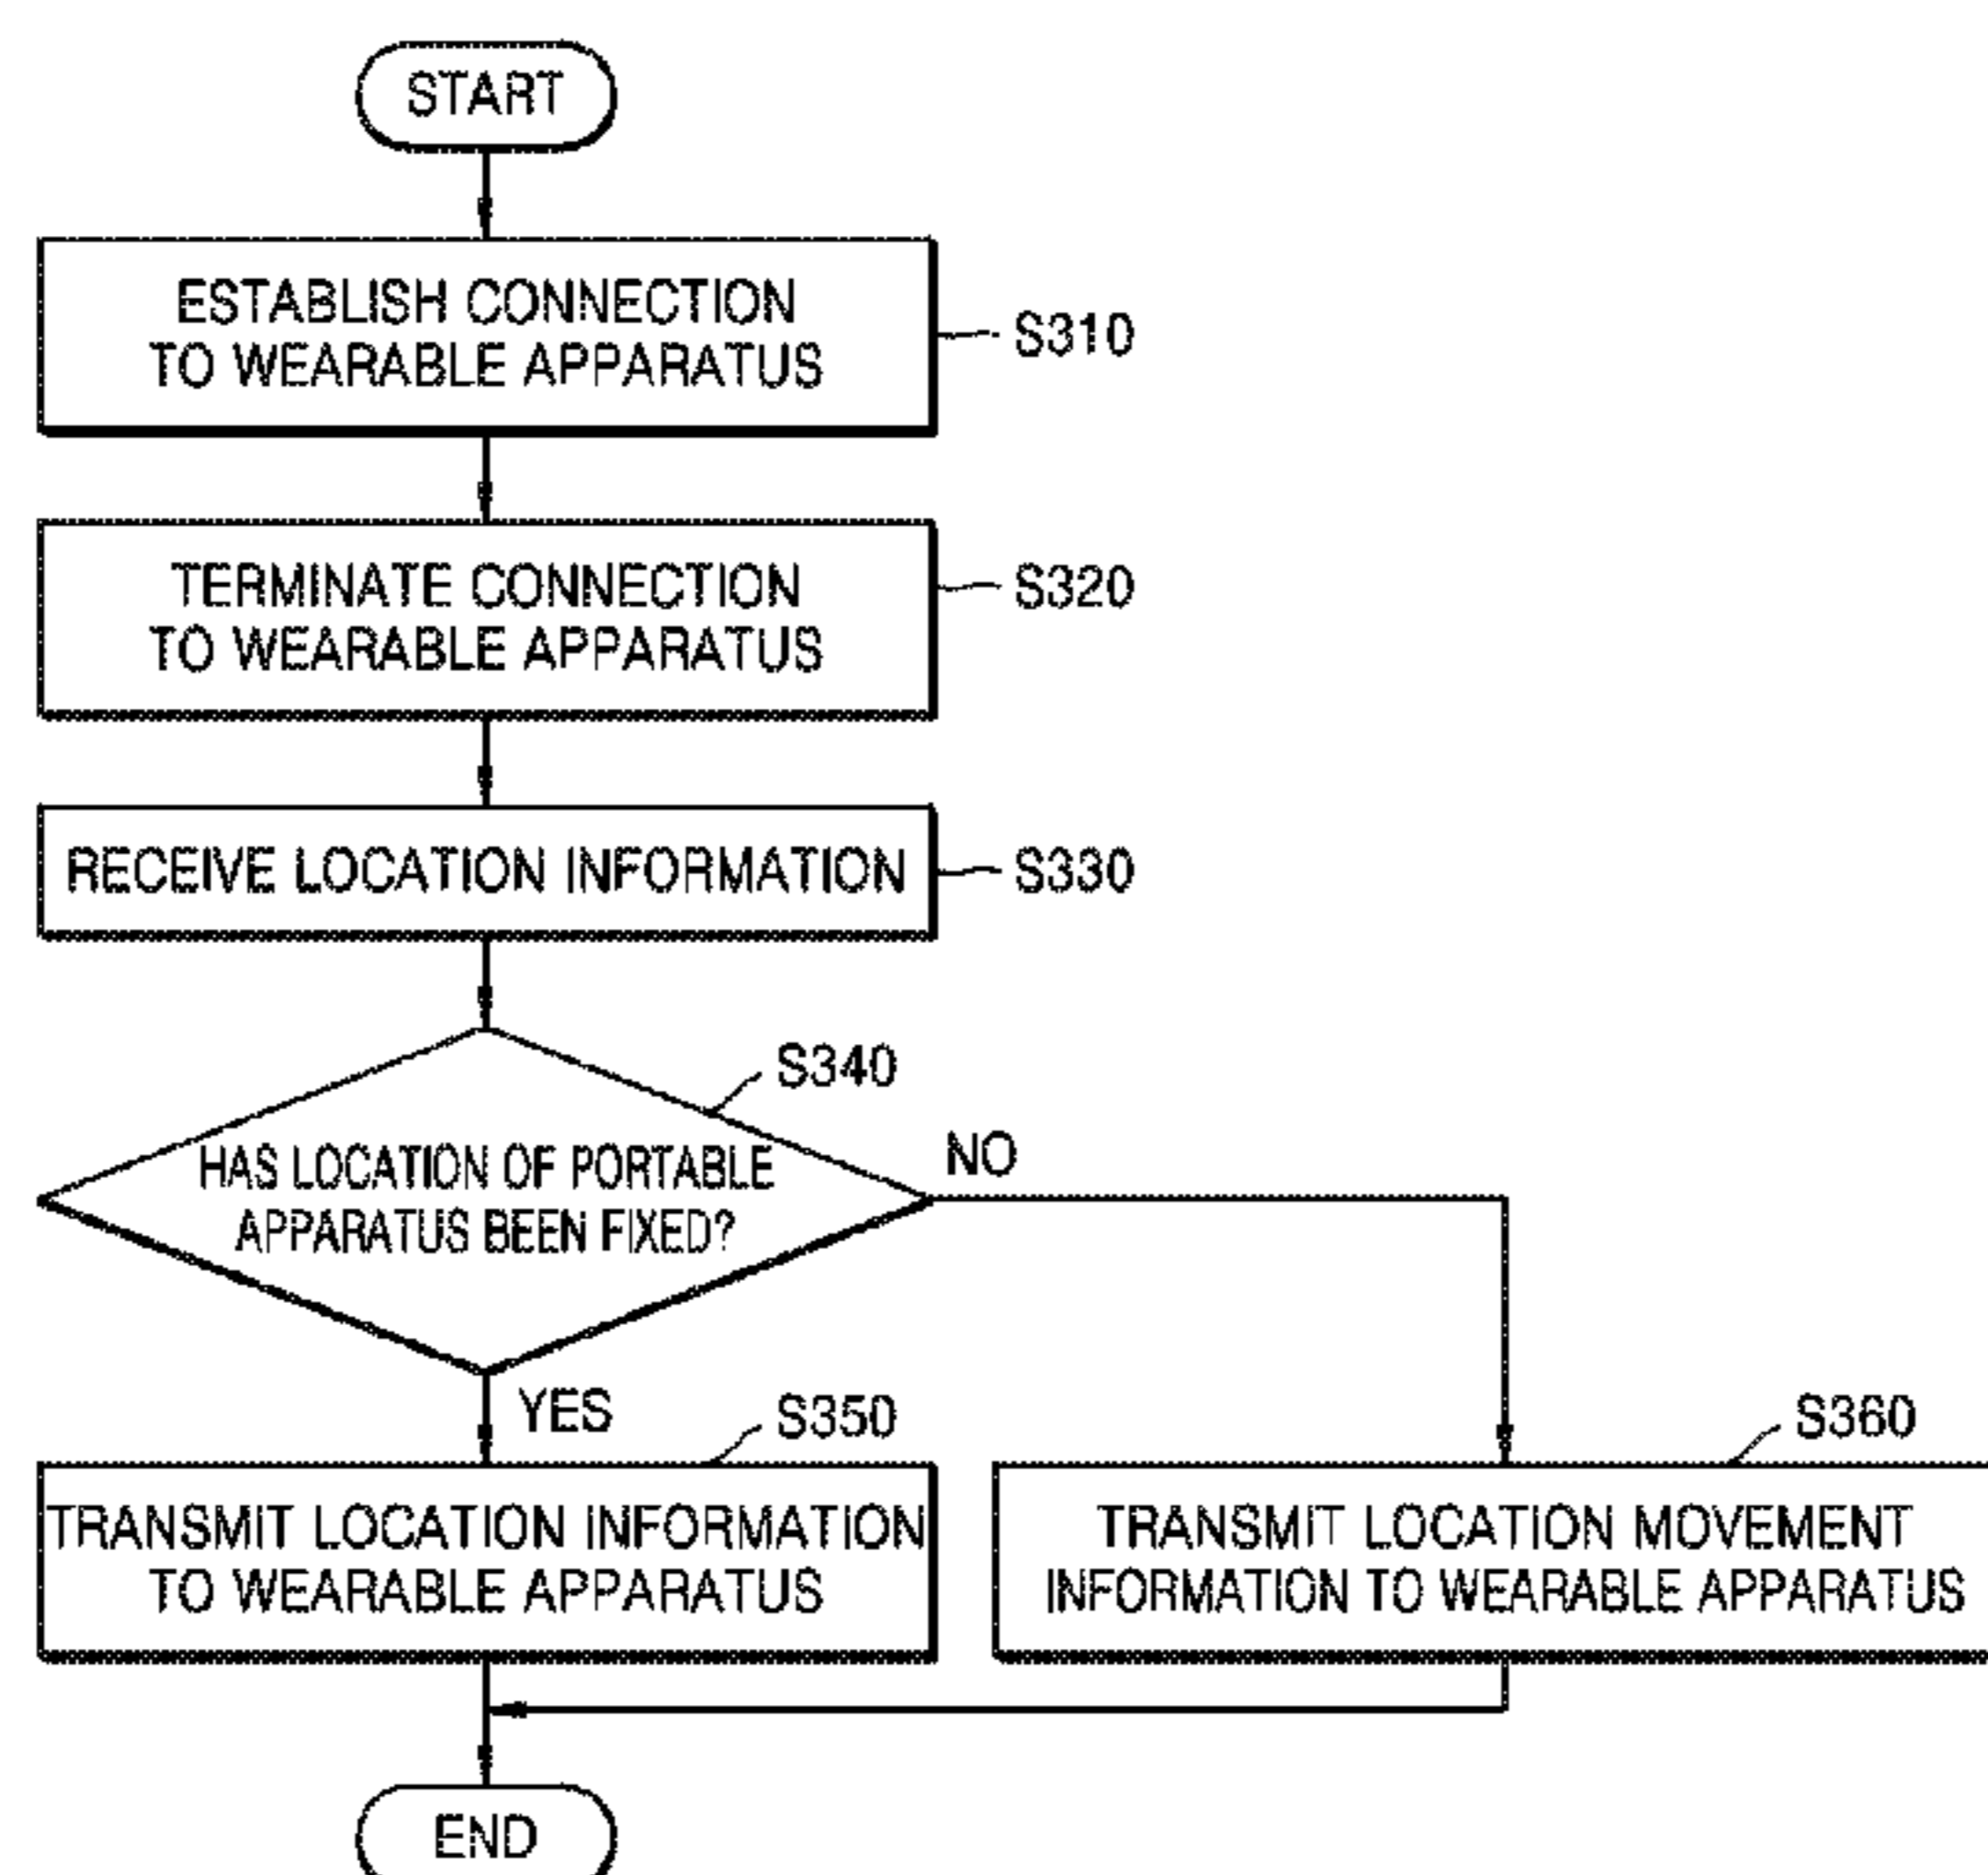 START
ESTABLISH CONNECTION
TO WEARABLE APPARATUS
S310
TERMINATE CONNECTION
TO WEARABLE APPARATUS
S320
RECEIVE LOCATION INFORMATION
S330
S340
HAS LOCATION OF PORTABLE
APPARATUS BEEN FIXED?
NO
YES
S350
TRANSMIT LOCATION INFORMATION
TO WEARABLE APPARATUS
S360
TRANSMIT LOCATION MOVEMENT
INFORMATION TO WEARABLE APPARATUS
END